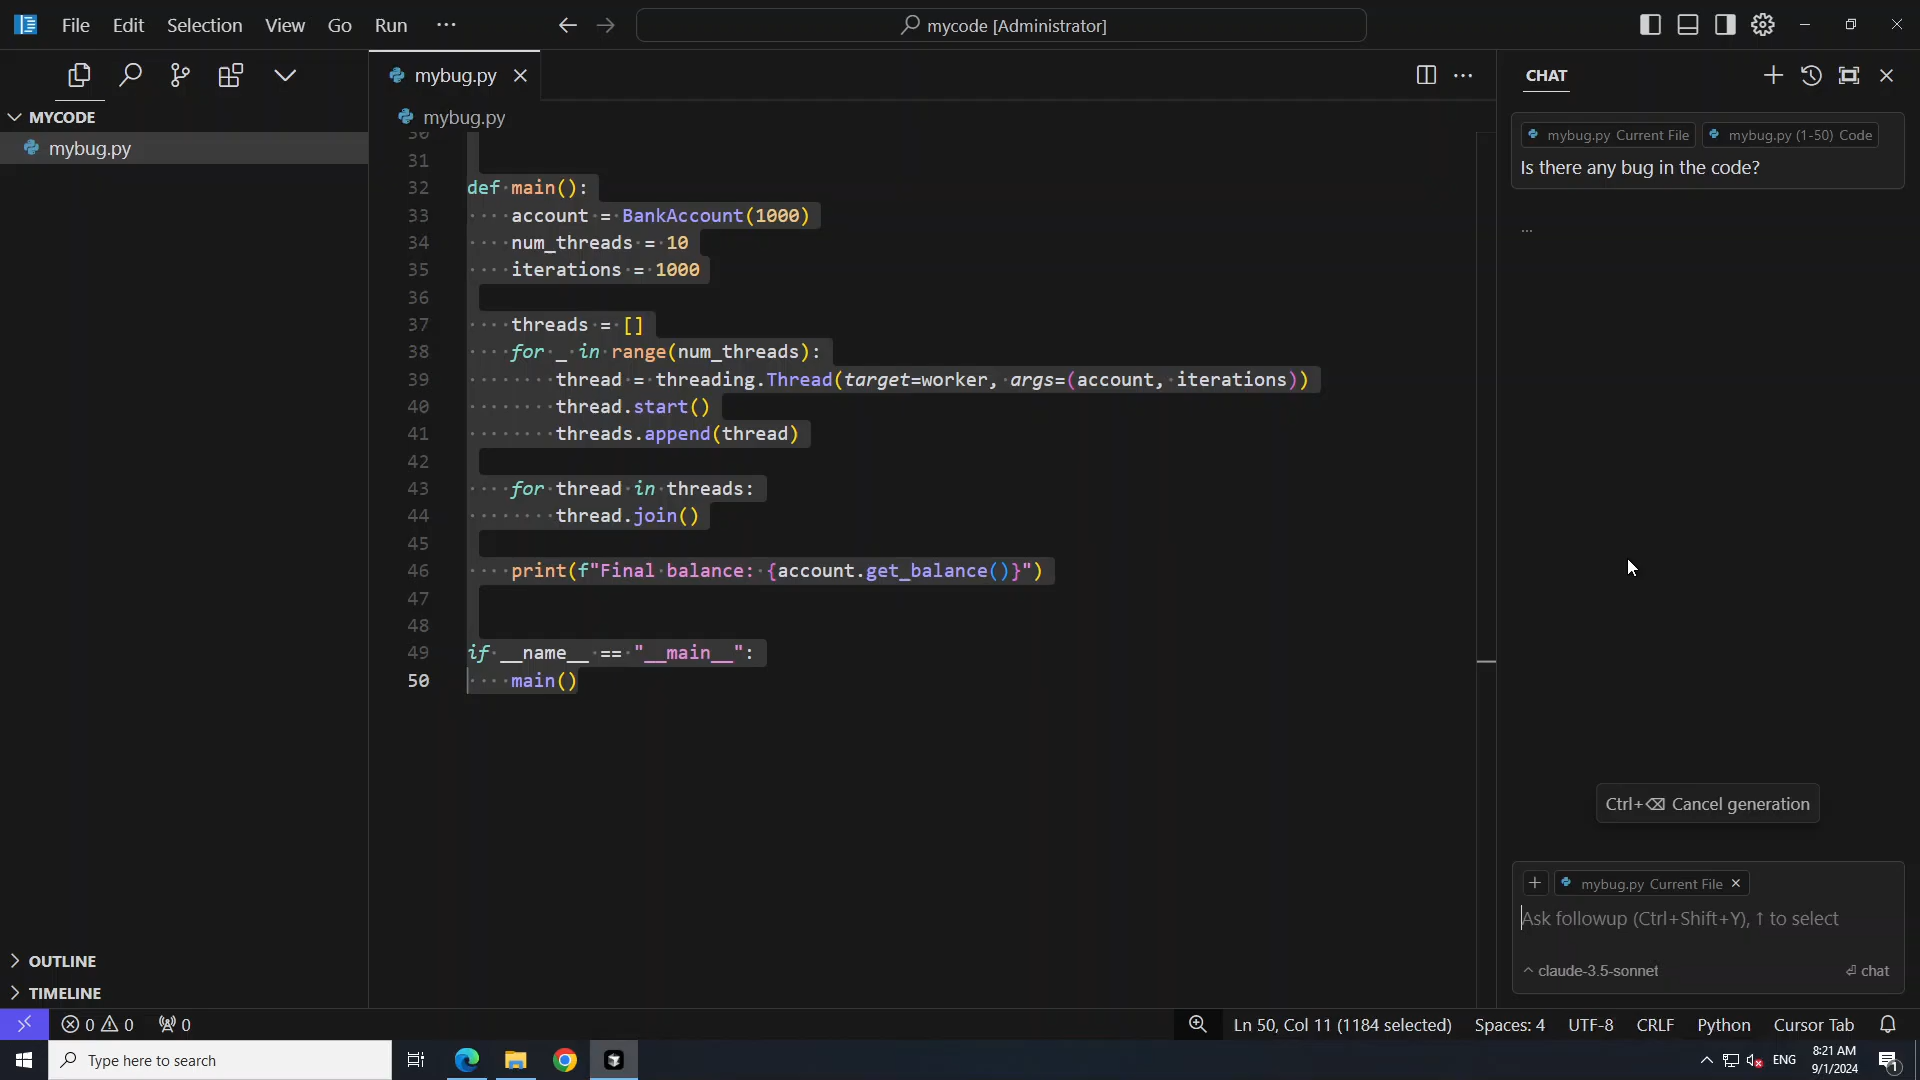 File Edit Selection View Go Run ···
mycode [Administrator]
MYCODE
mybug.py
OUTLINE
TIMELINE
mybug.py
mybug.py
30
31
32 def main():
33 account = BankAccount(1000)
34 num_threads = 10
35 iterations = 1000
36
37 threads = []
38 for _ in range(num_threads):
39 thread = threading.Thread(target=worker, args=(account, iterations))
40 thread.start()
41 threads.append(thread)
42
43 for thread in threads:
44 thread.join()
45
46 print(f"Final balance: {account.get_balance()}")
47
48
49 if __name__ == "__main__":
50 main()
CHAT
mybug.py Current File mybug.py (1-50) Code
Is there any bug in the code?
...
Ctrl+⌫ Cancel generation
mybug.py Current File
Ask followup (Ctrl+Shift+Y), ↑ to select
claude-3.5-sonnet
⏎ chat
0 0 0
Ln 50, Col 11 (1184 selected) Spaces: 4 UTF-8 CRLF Python Cursor Tab
Type here to search
ENG
8:21 AM
9/1/2024
1